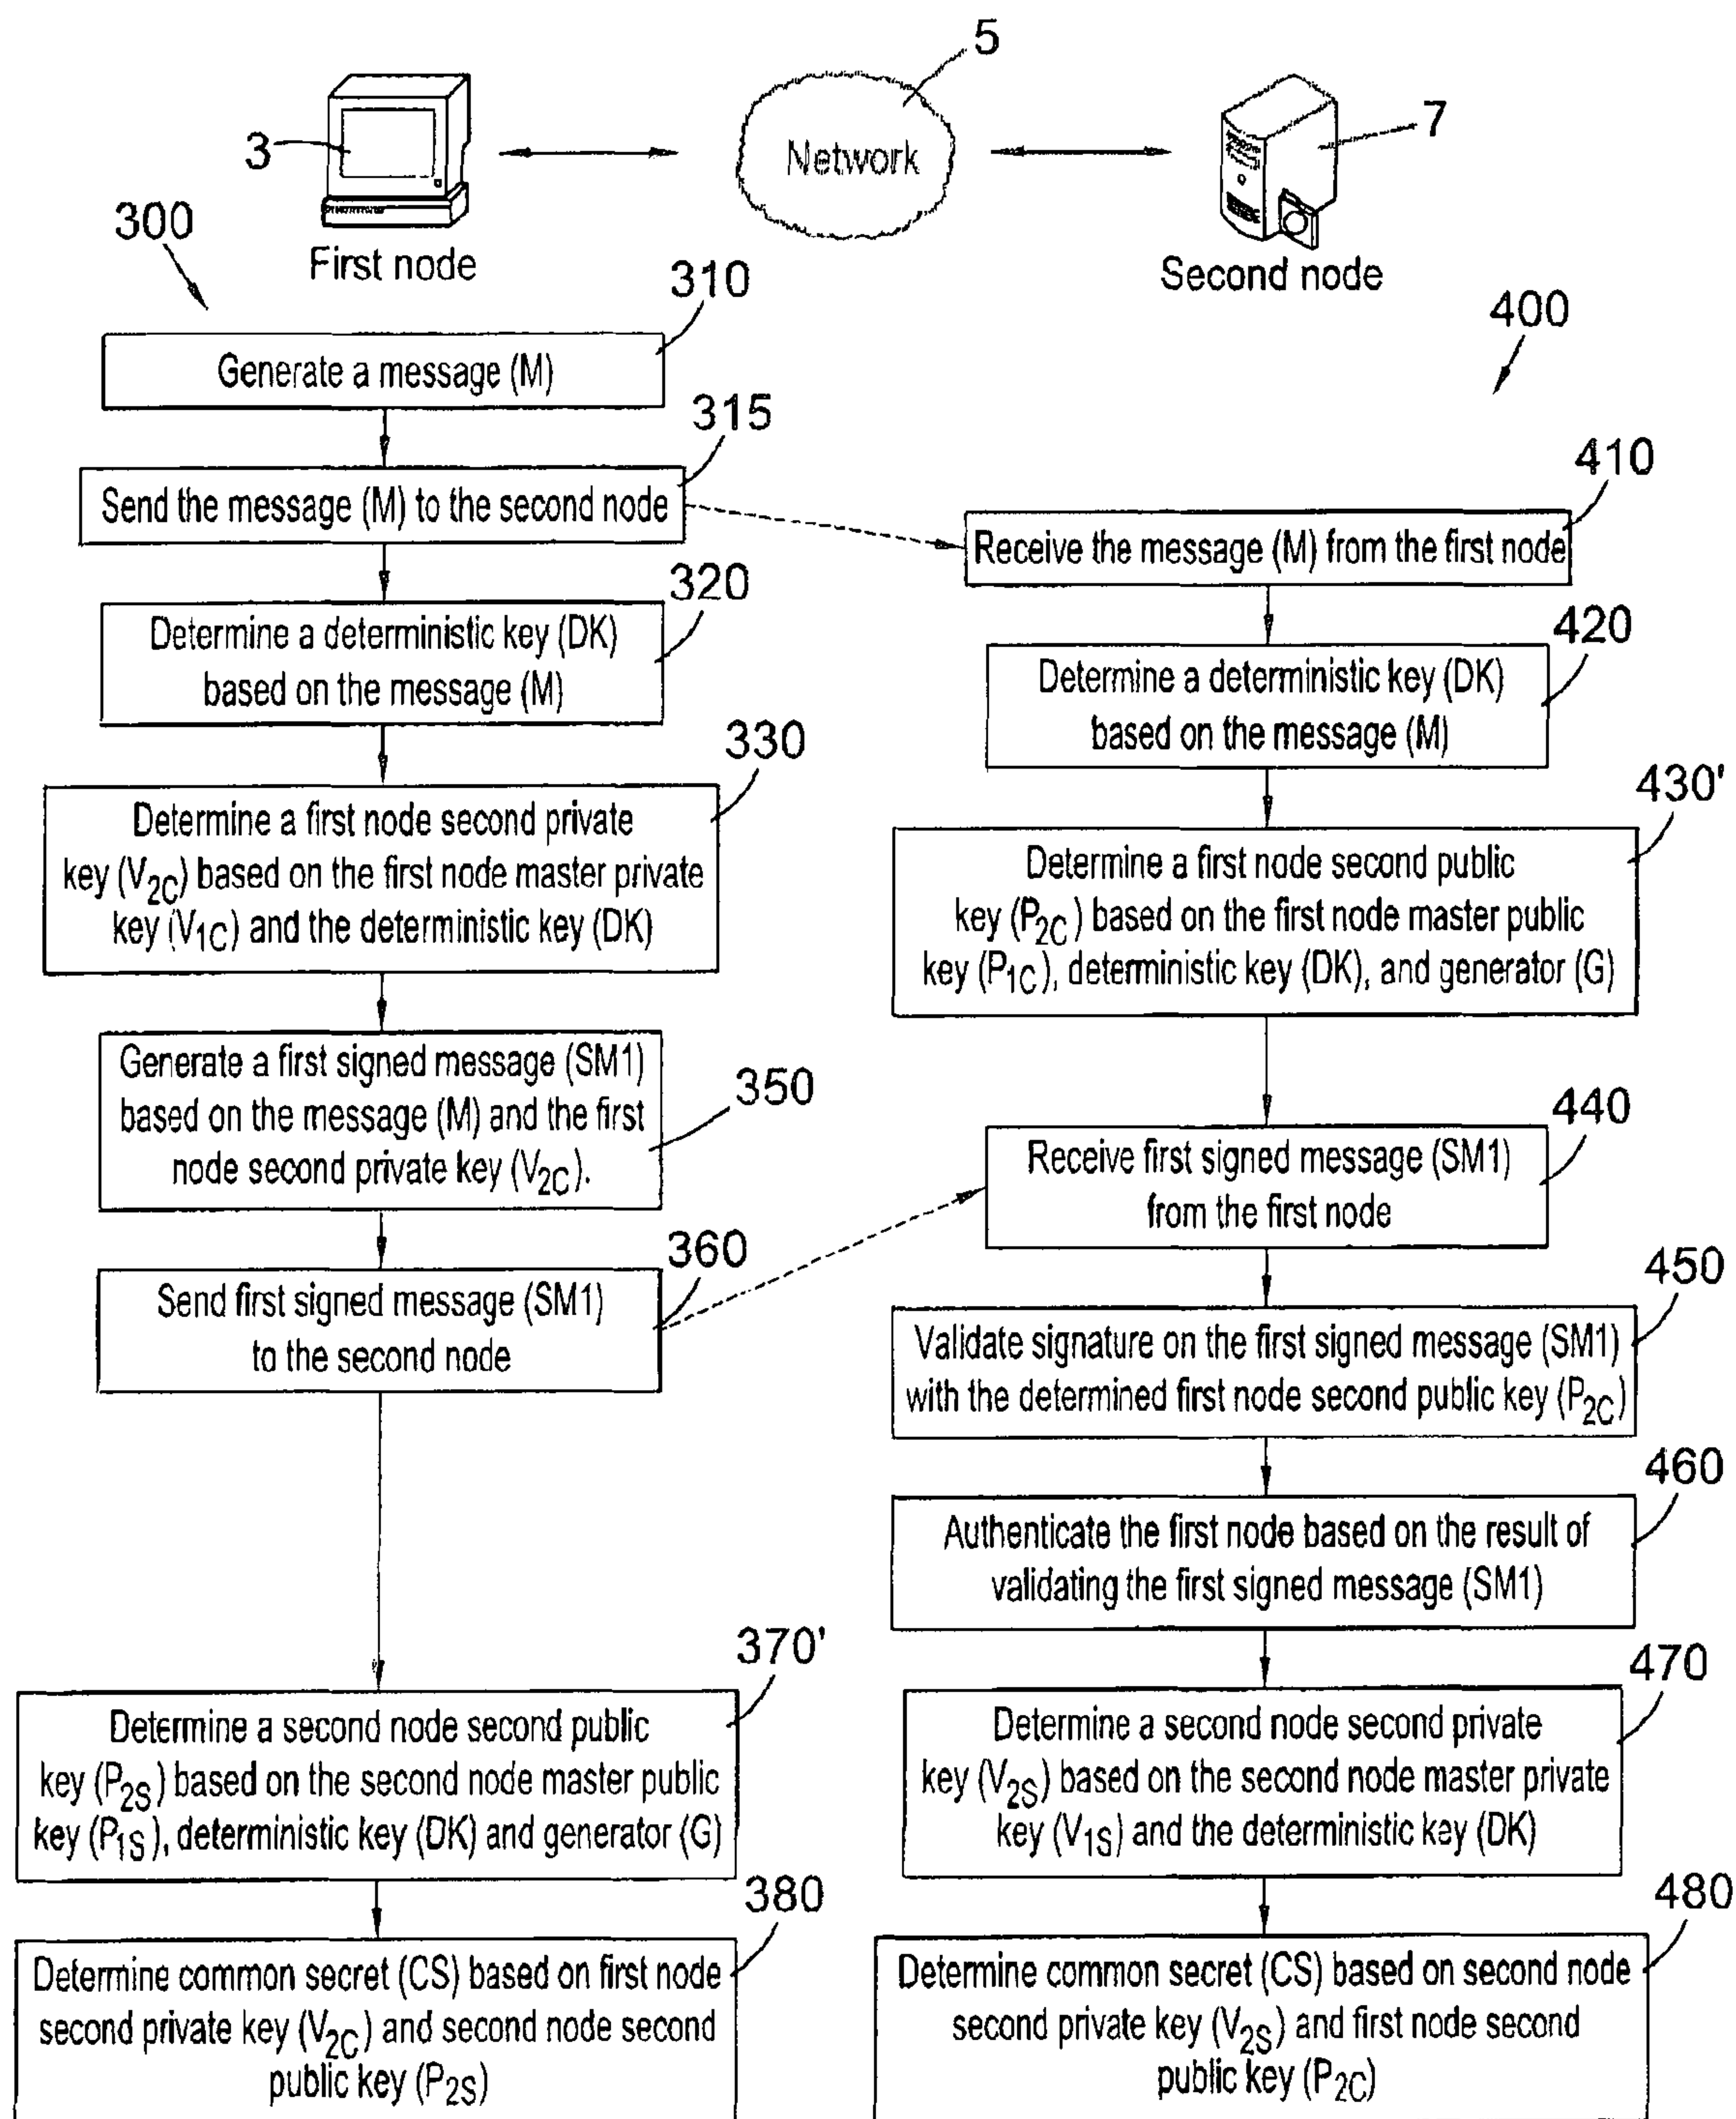 5
Network
3
7
300
First node
Second node
310
400
Generate a message (M)
315
Send the message (M) to the second node
410
Receive the message (M) from the first node
320
Determine a deterministic key (DK)
based on the message (M)
420
Determine a deterministic key (DK)
based on the message (M)
330
Determine a first node second private
key (V2C) based on the first node master private
key (V1C) and the deterministic key (DK)
430'
Determine a first node second public
key (P2C) based on the first node master public
key (P1C), deterministic key (DK), and generator (G)
350
Generate a first signed message (SM1)
based on the message (M) and the first
node second private key (V2C).
440
Receive first signed message (SM1)
from the first node
360
Send first signed message (SM1)
to the second node
450
Validate signature on the first signed message (SM1)
with the determined first node second public key (P2C)
460
Authenticate the first node based on the result of
validating the first signed message (SM1)
370'
Determine a second node second public
key (P2S) based on the second node master public
key (P1S), deterministic key (DK) and generator (G)
470
Determine a second node second private
key (V2S) based on the second node master private
key (V1S) and the deterministic key (DK)
380
Determine common secret (CS) based on first node
second private key (V2C) and second node second
public key (P2S)
480
Determine common secret (CS) based on second node
second private key (V2S) and first node second
public key (P2C)